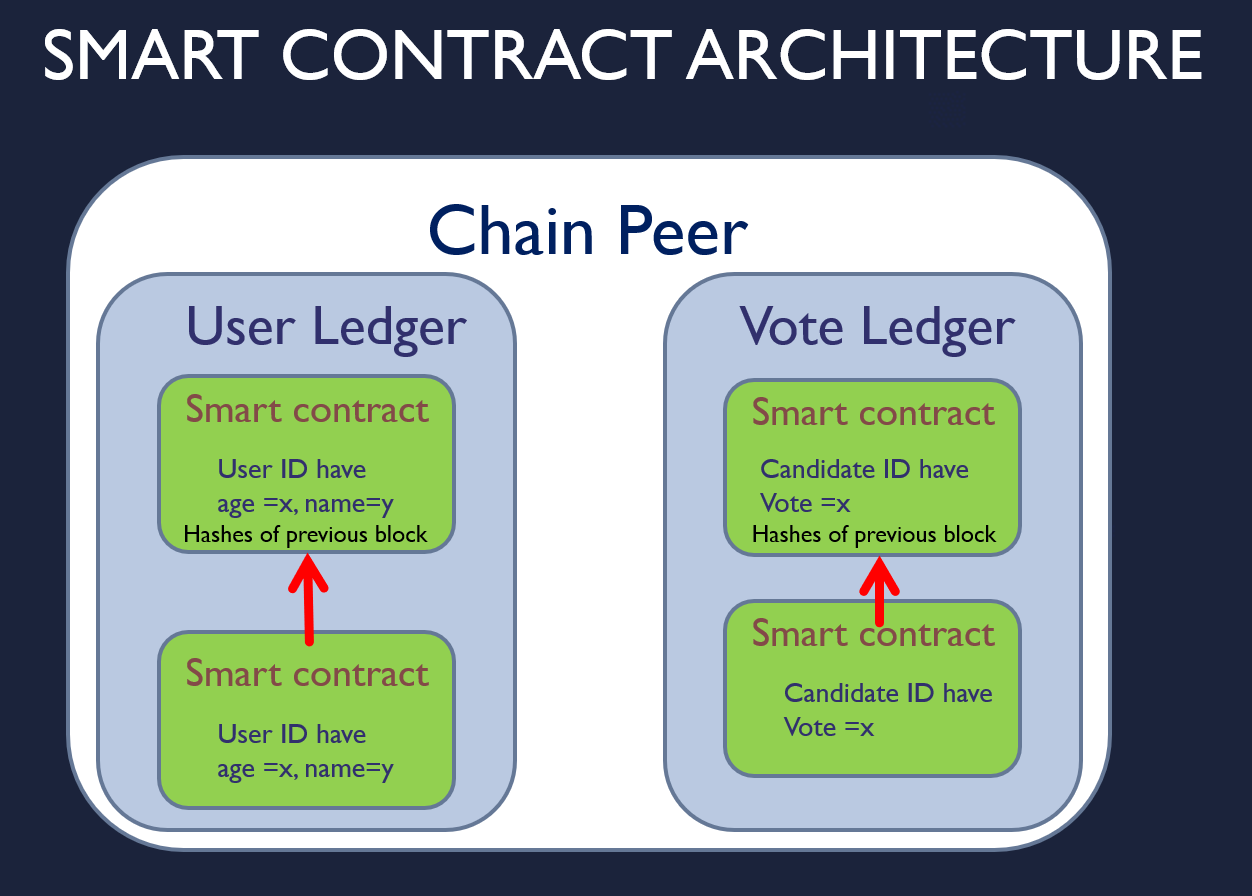 SMART CONTRACT ARCHITECTURE
Chain Peer
User Ledger
Smart contract
User ID have
age =x, name=y
Hashes of previous block
Smart contract
User ID have
age =x, name=y
Vote Ledger
Smart contract
Candidate ID have
Vote =x
Hashes of previous block
Smart contract
Candidate ID have
Vote =x